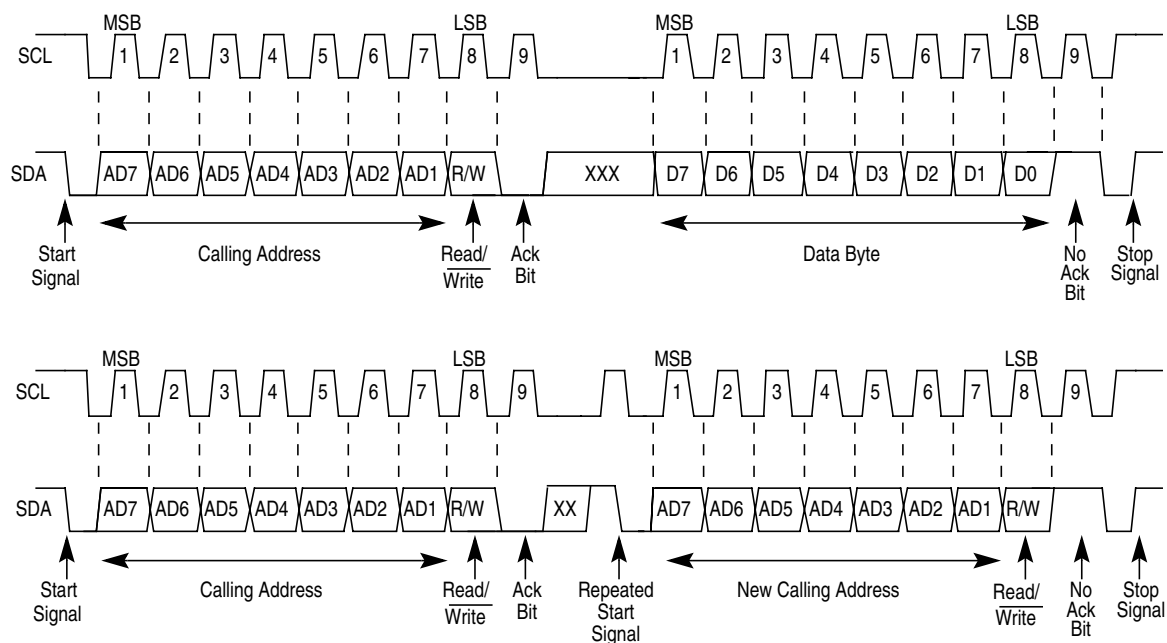 MSB LSB MSB LSB
SCL 1 2 3 4 5 6 7 8 9 1 2 3 4 5 6 7 8 9
SDA AD7 AD6 AD5 AD4 AD3 AD2 AD1 R/W XXX D7 D6 D5 D4 D3 D2 D1 D0
Start Signal
Calling Address
Read/ Write
Ack Bit
Data Byte
No Ack Bit
Stop Signal
MSB LSB MSB LSB
SCL 1 2 3 4 5 6 7 8 9 1 2 3 4 5 6 7 8 9
SDA AD7 AD6 AD5 AD4 AD3 AD2 AD1 R/W XX AD7 AD6 AD5 AD4 AD3 AD2 AD1 R/W
Start Signal
Calling Address
Read/ Write
Ack Bit
Repeated Start Signal
New Calling Address
Read/ Write
No Ack Bit
Stop Signal